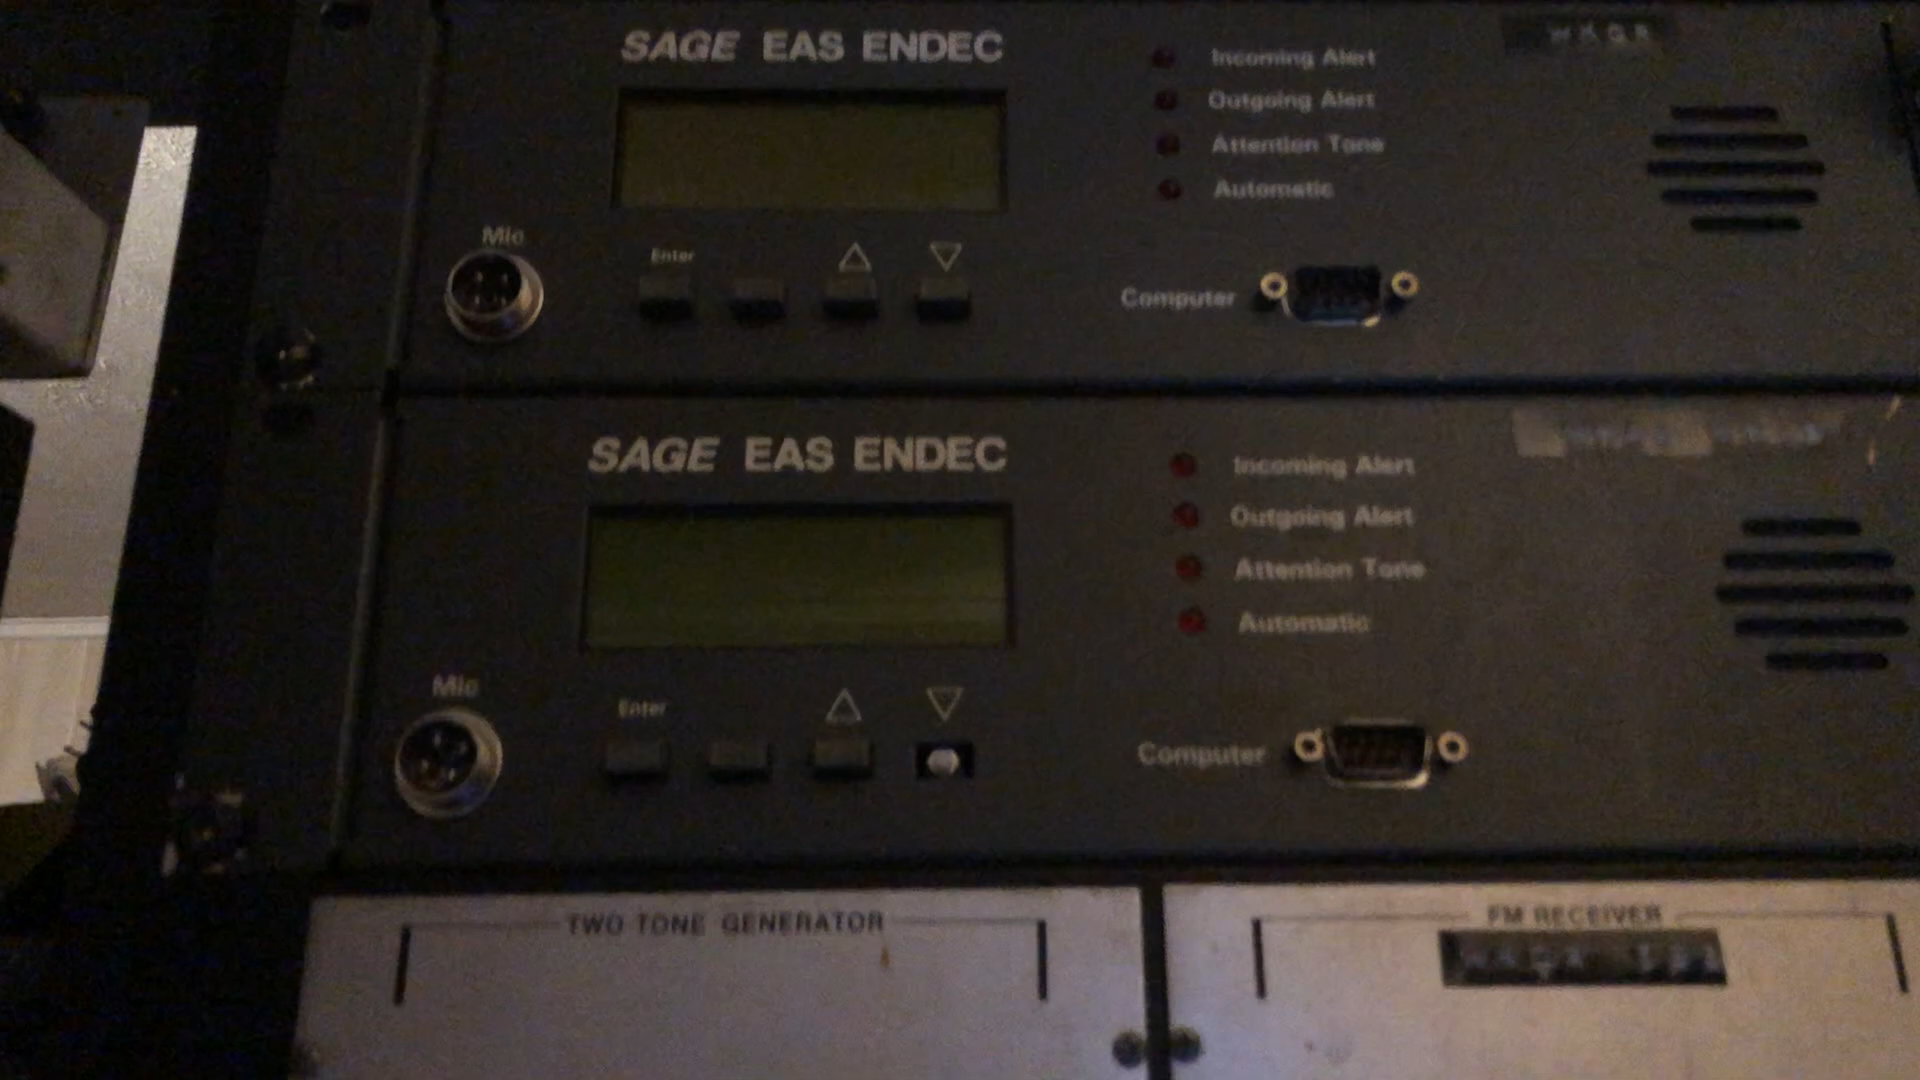 SAGE EAS ENDEC
Incoming Alert
Outgoing Alert
Attention Tone
Automatic
Mic
Enter
Computer
SAGE EAS ENDEC
Incoming Alert
Outgoing Alert
Attention Tone
Automatic
Mic
Enter
Computer
TWO TONE GENERATOR
FM RECEIVER